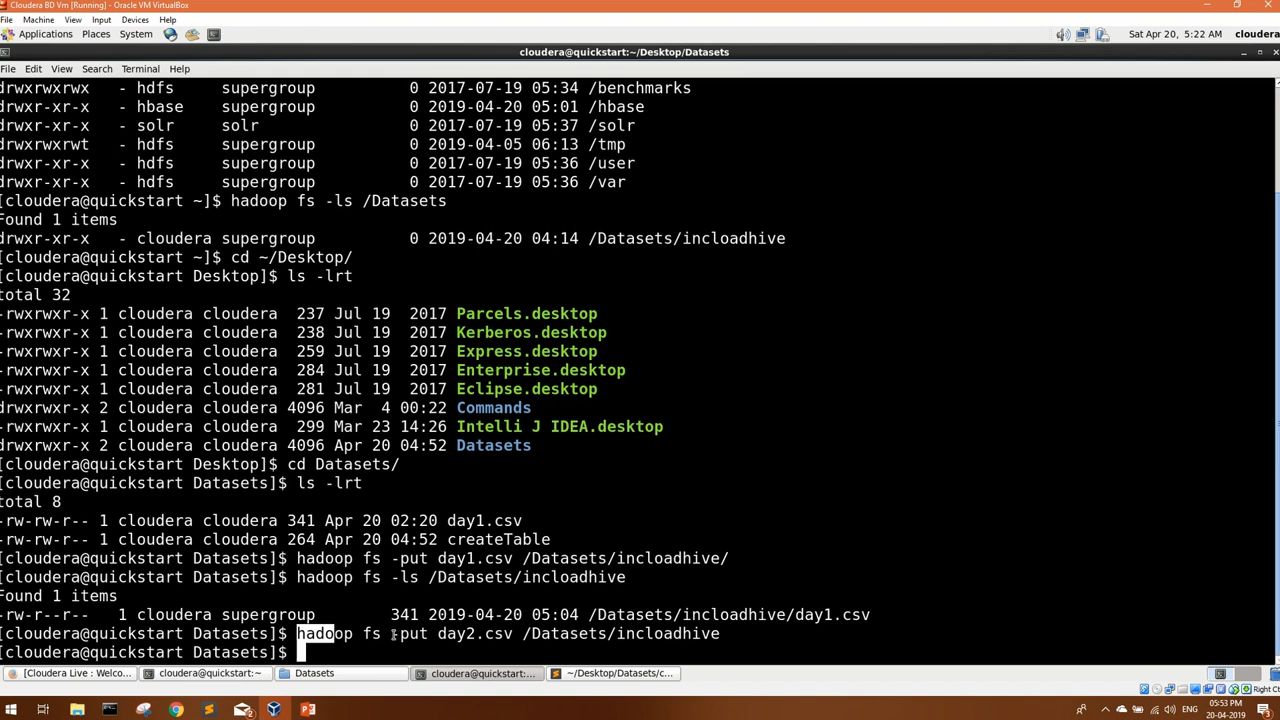 Cloudera BD Vm [Running] - Oracle VM VirtualBox
File Machine View Input Devices Help
Applications Places System Sat Apr 20, 5:22 AM cloudera
cloudera@quickstart:~/Desktop/Datasets
File Edit View Search Terminal Help
drwxrwxrwx - hdfs supergroup 0 2017-07-19 05:34 /benchmarks
drwxr-xr-x - hbase supergroup 0 2019-04-20 05:01 /hbase
drwxr-xr-x - solr solr 0 2017-07-19 05:37 /solr
drwxrwxrwt - hdfs supergroup 0 2019-04-05 06:13 /tmp
drwxr-xr-x - hdfs supergroup 0 2017-07-19 05:36 /user
drwxr-xr-x - hdfs supergroup 0 2017-07-19 05:36 /var
[cloudera@quickstart ~]$ hadoop fs -ls /Datasets
Found 1 items
drwxr-xr-x - cloudera supergroup 0 2019-04-20 04:14 /Datasets/incloadhive
[cloudera@quickstart ~]$ cd ~/Desktop/
[cloudera@quickstart Desktop]$ ls -lrt
total 32
-rwxrwxr-x 1 cloudera cloudera 237 Jul 19 2017 Parcels.desktop
-rwxrwxr-x 1 cloudera cloudera 238 Jul 19 2017 Kerberos.desktop
-rwxrwxr-x 1 cloudera cloudera 259 Jul 19 2017 Express.desktop
-rwxrwxr-x 1 cloudera cloudera 284 Jul 19 2017 Enterprise.desktop
-rwxrwxr-x 1 cloudera cloudera 281 Jul 19 2017 Eclipse.desktop
drwxrwxr-x 2 cloudera cloudera 4096 Mar 4 00:22 Commands
-rwxrwxr-x 1 cloudera cloudera 299 Mar 23 14:26 Intelli J IDEA.desktop
drwxrwxr-x 2 cloudera cloudera 4096 Apr 20 04:52 Datasets
[cloudera@quickstart Desktop]$ cd Datasets/
[cloudera@quickstart Datasets]$ ls -lrt
total 8
-rw-rw-r-- 1 cloudera cloudera 341 Apr 20 02:20 day1.csv
-rw-rw-r-- 1 cloudera cloudera 264 Apr 20 04:52 createTable
[cloudera@quickstart Datasets]$ hadoop fs -put day1.csv /Datasets/incloadhive/
[cloudera@quickstart Datasets]$ hadoop fs -ls /Datasets/incloadhive
Found 1 items
-rw-r--r-- 1 cloudera supergroup 341 2019-04-20 05:04 /Datasets/incloadhive/day1.csv
[cloudera@quickstart Datasets]$ hadoop fs -put day2.csv /Datasets/incloadhive
[cloudera@quickstart Datasets]$
[Cloudera Live : Welco... cloudera@quickstart:~ Datasets cloudera@quickstart:... ~/Desktop/Datasets/c...
Right Ct
ENG 05:53 PM
20-04-2019